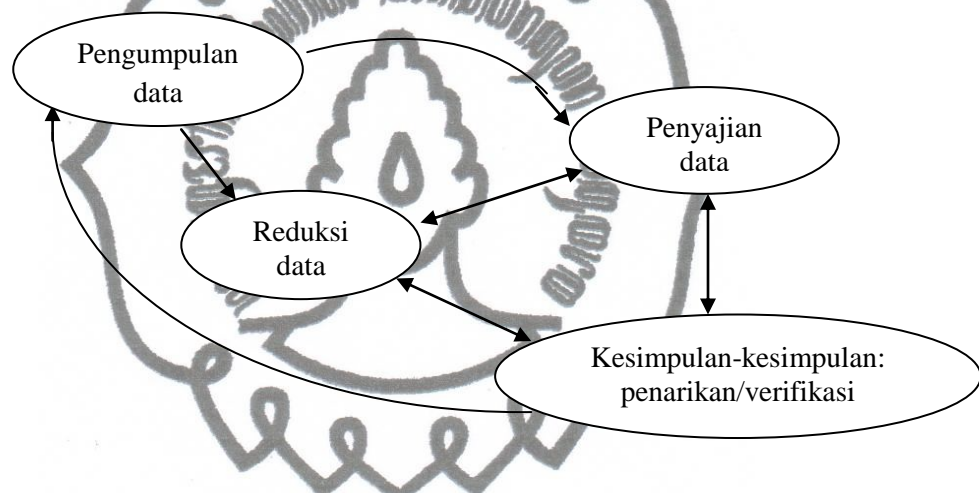 Pengumpulan
data
Penyajian
data
Reduksi
data
Kesimpulan-kesimpulan:
penarikan/verifikasi